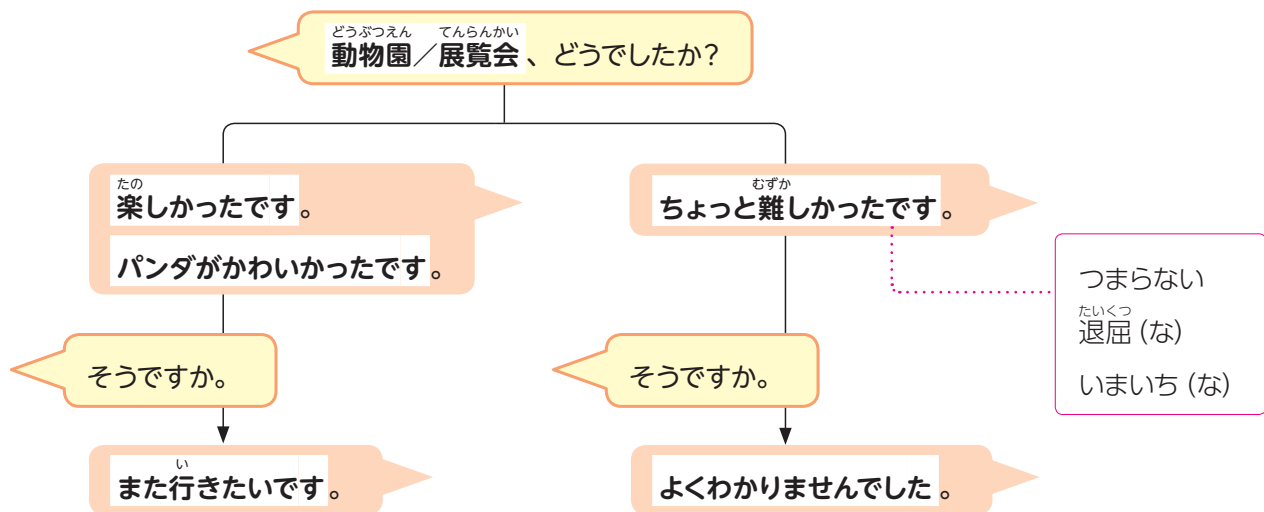 どうぶつえん てんらんかい
動物園／展覧会、どうでしたか？
たの
楽しかったです。
パンダがかわいかったです。
そうですか。
い
また行きたいです。
むずか
ちょっと難しかったです。
そうですか。
よくわかりませんでした。
つまらない
たいくつ
退屈(な)
いまいち(な)